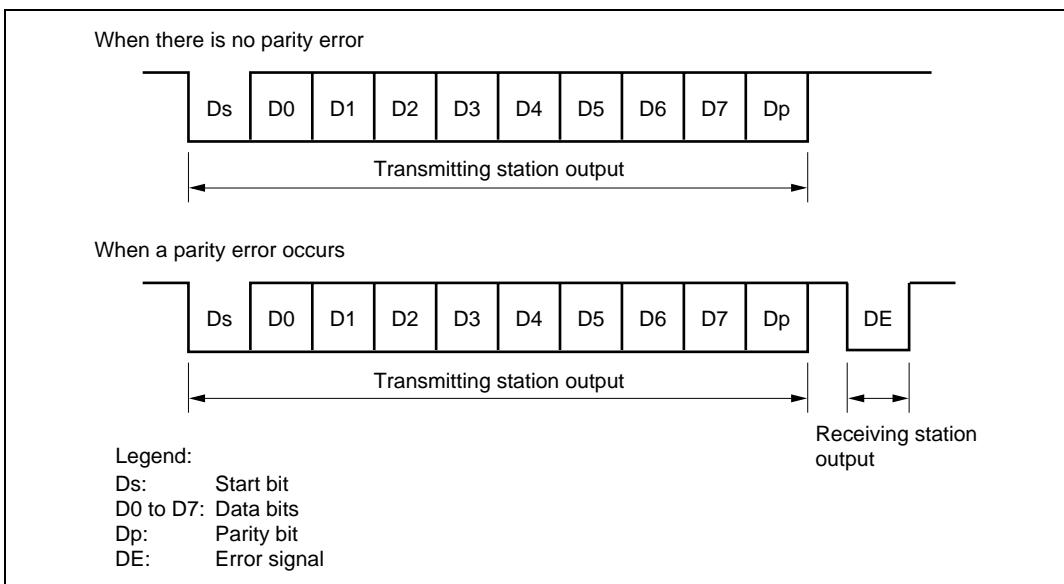 When there is no parity error
Ds D0 D1 D2 D3 D4 D5 D6 D7 Dp
Transmitting station output
When a parity error occurs
Ds D0 D1 D2 D3 D4 D5 D6 D7 Dp DE
Transmitting station output
Receiving station
output
Legend:
Ds: Start bit
D0 to D7: Data bits
Dp: Parity bit
DE: Error signal